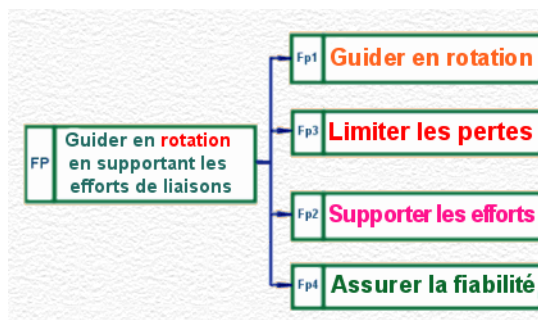 FP
Guider en rotation
en supportant les
efforts de liaisons
Fp1
Guider en rotation
Fp3
Limiter les pertes
Fp2
Supporter les efforts
Fp4
Assurer la fiabilité